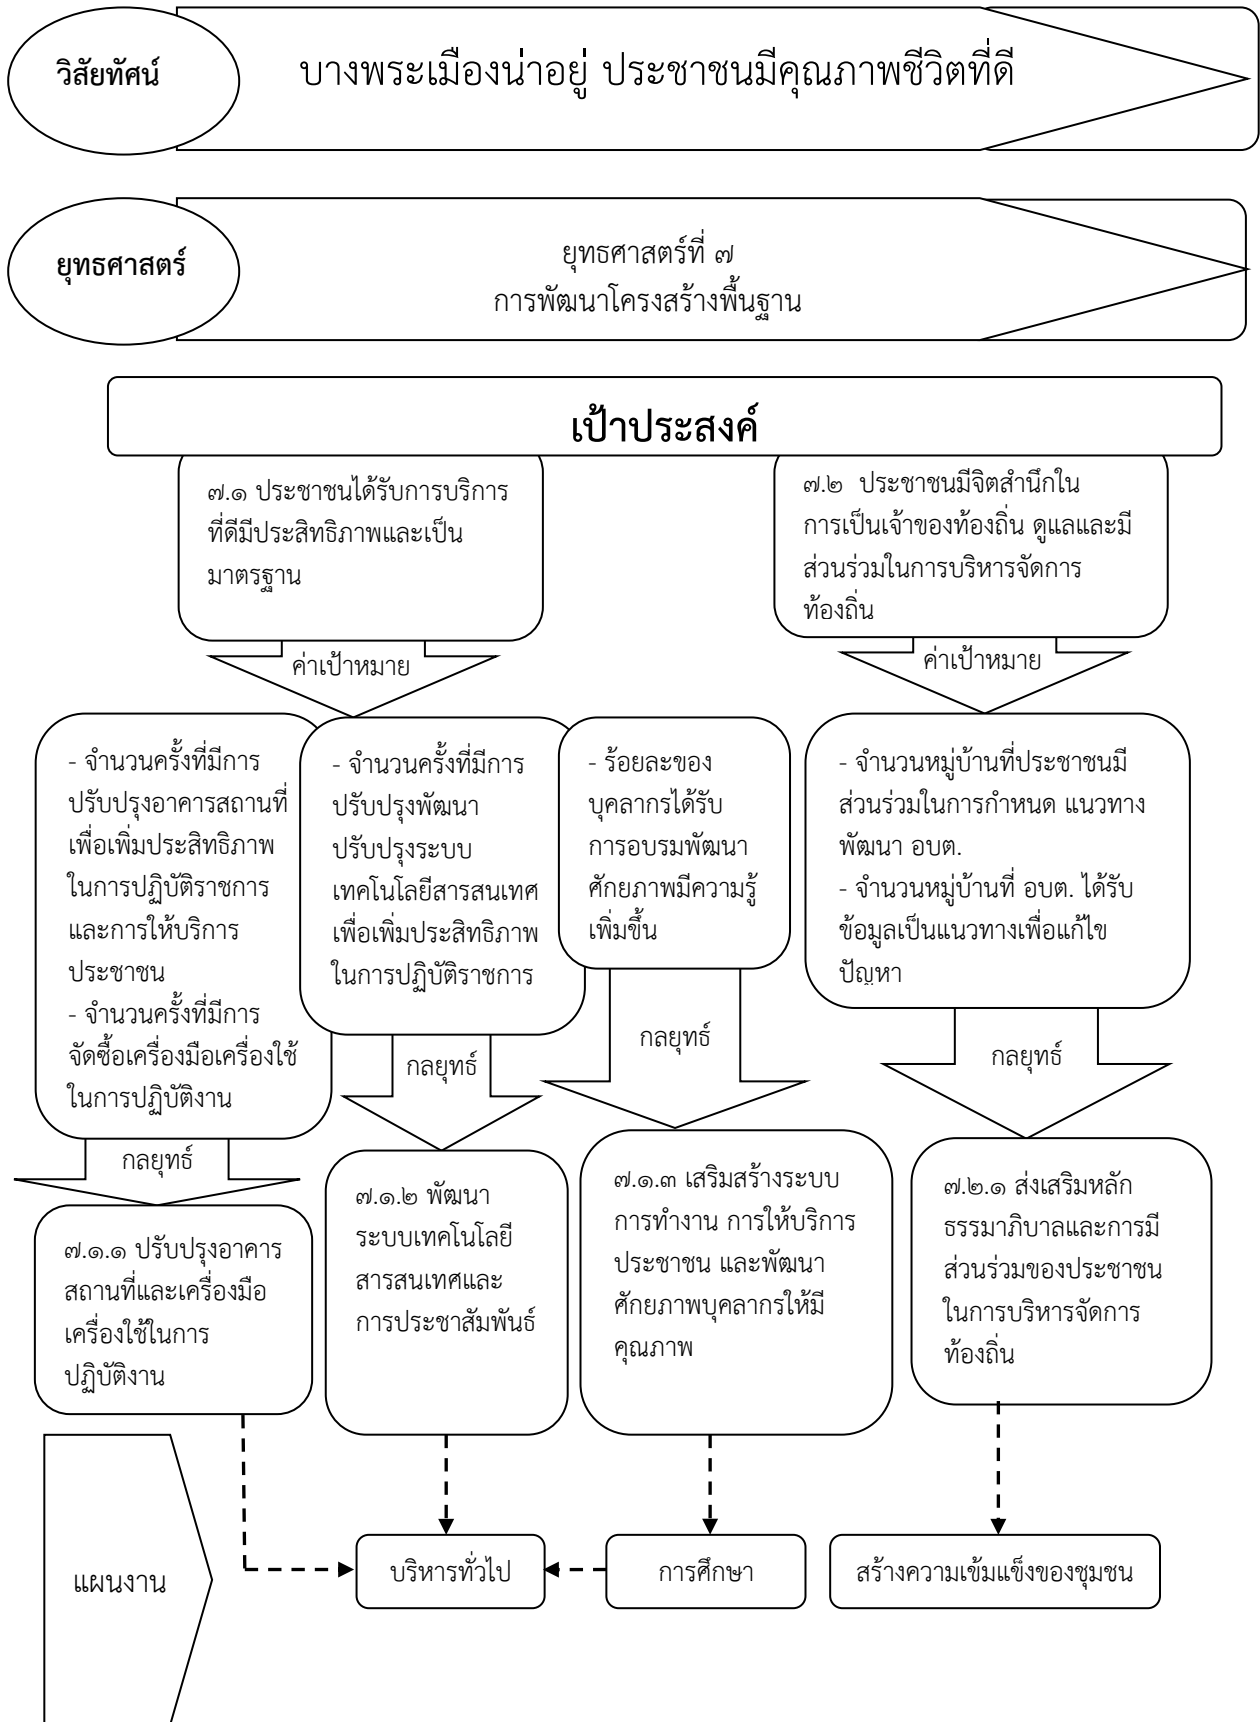 วิสัยทัศน์
บางพระเมืองน่าอยู่ ประชาชนมีคุณภาพชีวิตที่ดี
ยุทธศาสตร์
ยุทธศาสตร์ที่ ๗
การพัฒนาโครงสร้างพื้นฐาน
เป้าประสงค์
๗.๑ ประชาชนได้รับการบริการ
ที่ดีมีประสิทธิภาพและเป็น
มาตรฐาน
๗.๒ ประชาชนมีจิตสำนึกใน
การเป็นเจ้าของท้องถิ่น ดูแลและมี
ส่วนร่วมในการบริหารจัดการ
ท้องถิ่น
ค่าเป้าหมาย
ค่าเป้าหมาย
- จำนวนครั้งที่มีการ
ปรับปรุงอาคารสถานที่
เพื่อเพิ่มประสิทธิภาพ
ในการปฏิบัติราชการ
และการให้บริการ
ประชาชน
- จำนวนครั้งที่มีการ
จัดซื้อเครื่องมือเครื่องใช้
ในการปฏิบัติงาน
- จำนวนครั้งที่มีการ
ปรับปรุงพัฒนา
ปรับปรุงระบบ
เทคโนโลยีสารสนเทศ
เพื่อเพิ่มประสิทธิภาพ
ในการปฏิบัติราชการ
- ร้อยละของ
บุคลากรได้รับ
การอบรมพัฒนา
ศักยภาพมีความรู้
เพิ่มขึ้น
- จำนวนหมู่บ้านที่ประชาชนมี
ส่วนร่วมในการกำหนด แนวทาง
พัฒนา อบต.
- จำนวนหมู่บ้านที่ อบต. ได้รับ
ข้อมูลเป็นแนวทางเพื่อแก้ไข
ปัญหา
กลยุทธ์
กลยุทธ์
กลยุทธ์
กลยุทธ์
๗.๑.๑ ปรับปรุงอาคาร
สถานที่และเครื่องมือ
เครื่องใช้ในการ
ปฏิบัติงาน
๗.๑.๒ พัฒนา
ระบบเทคโนโลยี
สารสนเทศและ
การประชาสัมพันธ์
๗.๑.๓ เสริมสร้างระบบ
การทำงาน การให้บริการ
ประชาชน และพัฒนา
ศักยภาพบุคลากรให้มี
คุณภาพ
๗.๒.๑ ส่งเสริมหลัก
ธรรมาภิบาลและการมี
ส่วนร่วมของประชาชน
ในการบริหารจัดการ
ท้องถิ่น
แผนงาน
บริหารทั่วไป
การศึกษา
สร้างความเข้มแข็งของชุมชน